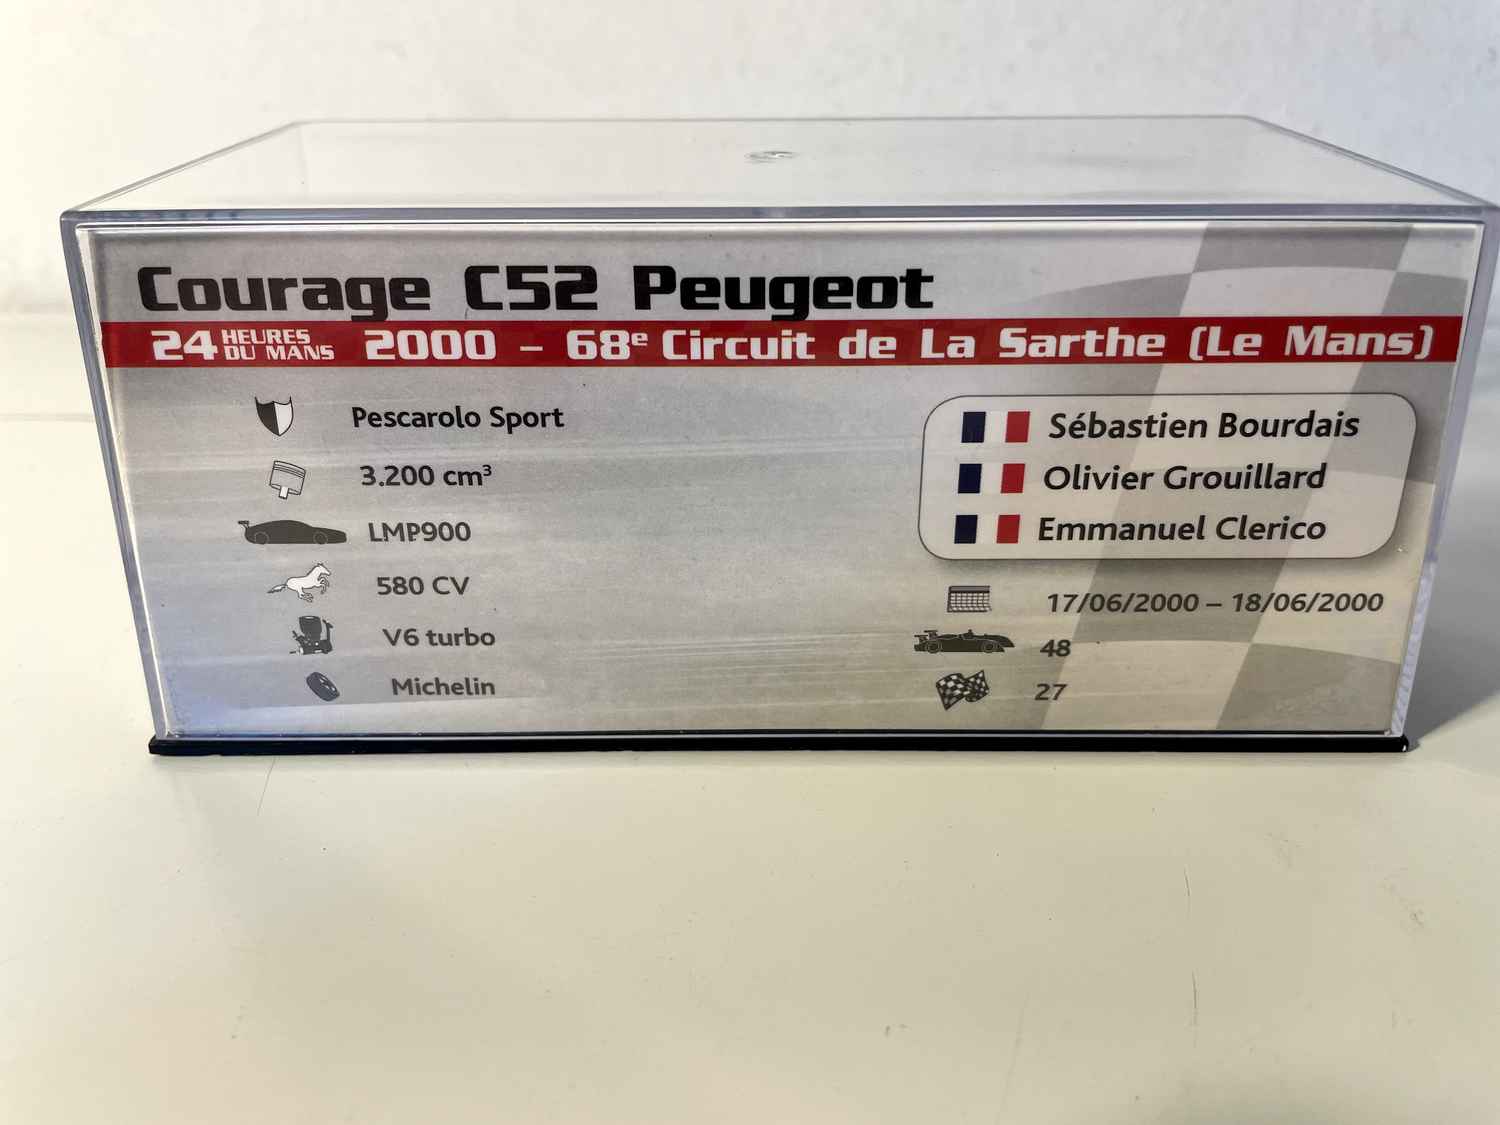 Courage C52 Peugeot
24 HEURES DU MANS 2000 – 68e Circuit de La Sarthe (Le Mans)
Pescarolo Sport
3.200 cm³
LMP900
580 CV
V6 turbo
Michelin
Sébastien Bourdais
Olivier Grouillard
Emmanuel Clerico
17/06/2000 – 18/06/2000
48
27